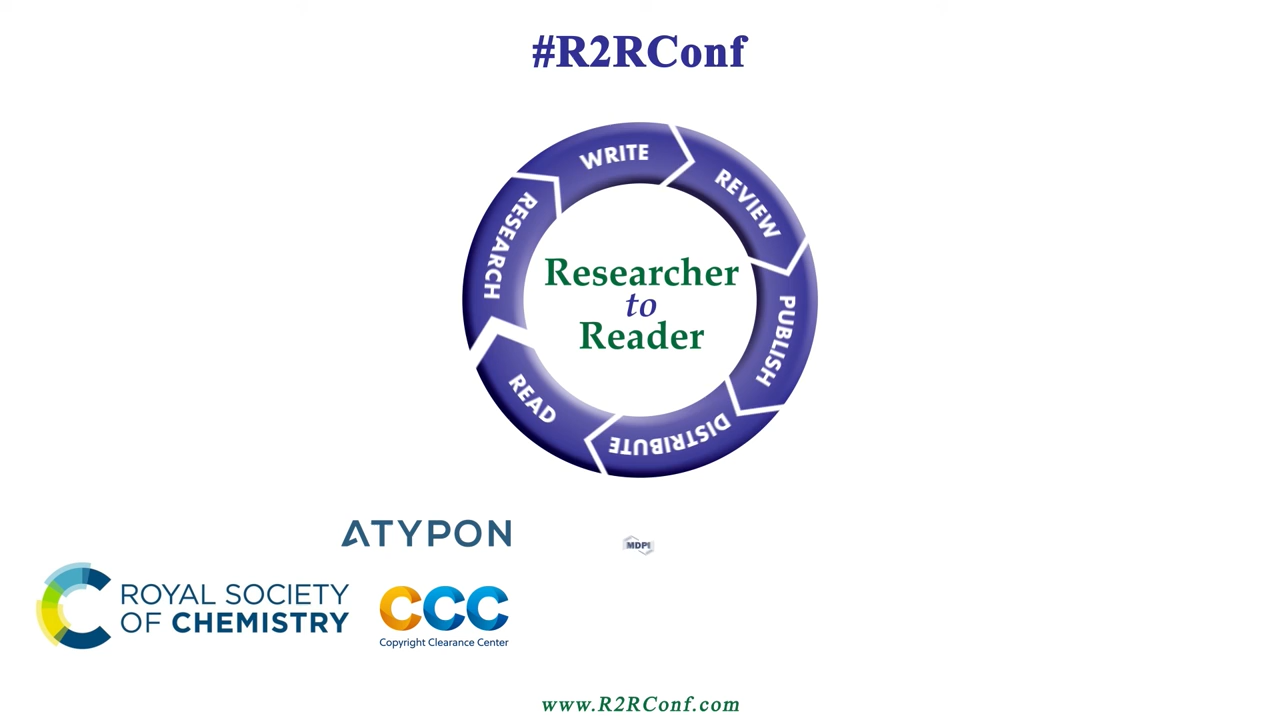 #R2RConf
WRITE
REVIEW
PUBLISH
DISTRIBUTE
READ
RESEARCH
Researcher
to
Reader
ATYPON
MDPI
ROYAL SOCIETY
OF CHEMISTRY
CCC
Copyright Clearance Center
www.R2RConf.com